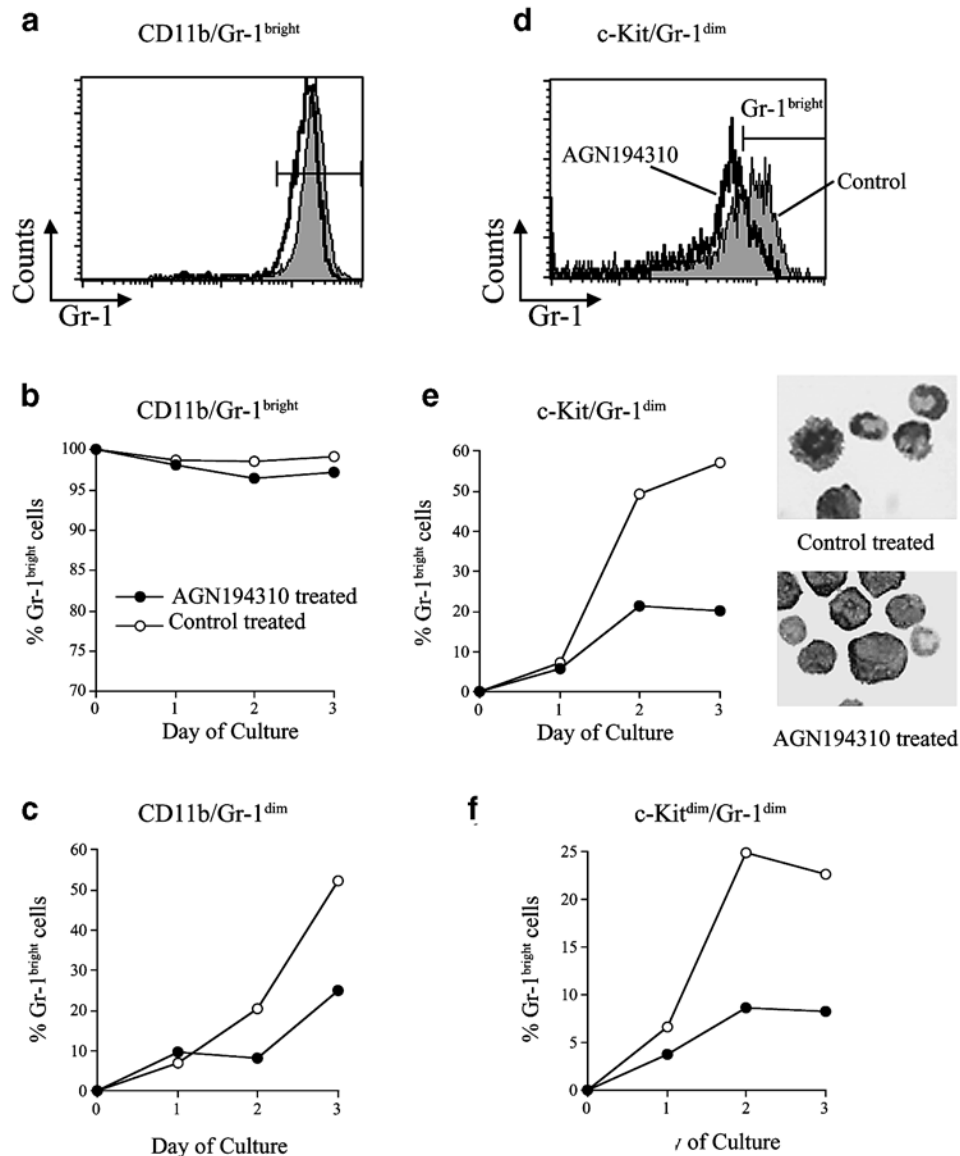 a
CD11b/Gr-1bright
Counts
Gr-1
d
c-Kit/Gr-1dim
Gr-1bright
AGN194310
Control
Counts
Gr-1
b
CD11b/Gr-1bright
% Gr-1bright cells
100
95
90
85
80
75
70
AGN194310 treated
Control treated
0 1 2 3
Day of Culture
e
c-Kit/Gr-1dim
% Gr-1bright cells
60
50
40
30
20
10
0
0 1 2 3
Day of Culture
Control treated
AGN194310 treated
c
CD11b/Gr-1dim
% Gr-1bright cells
60
50
40
30
20
10
0
0 1 2 3
Day of Culture
f
c-Kitdim/Gr-1dim
% Gr-1bright cells
25
20
15
10
5
0
0 1 2 3
y of Culture